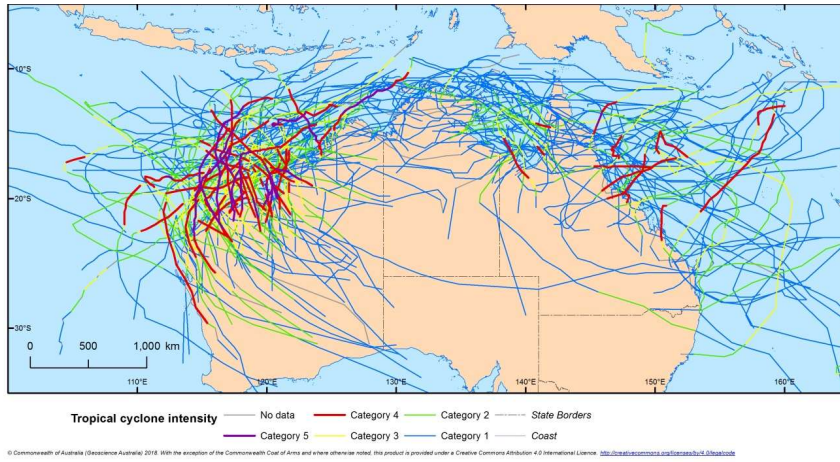 10°S
20°S
30°S
0 500 1,000 km
110°E 120°E 130°E 140°E 150°E 160°E
Tropical cyclone intensity No data Category 4 Category 2 State Borders
Category 5 Category 3 Category 1 Coast
© Commonwealth of Australia (Geoscience Australia) 2018. With the exception of the Commonwealth Coat of Arms and where otherwise noted, this product is provided under a Creative Commons Attribution 4.0 International Licence. http://creativecommons.org/licenses/by/4.0/legalcode